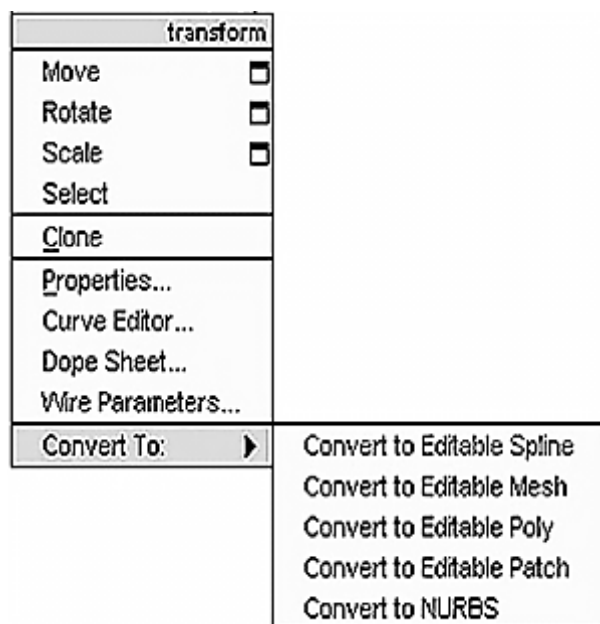 transform
Move
Rotate
Scale
Select
Clone
Properties...
Curve Editor...
Dope Sheet...
Wire Parameters...
Convert To:
Convert to Editable Spline
Convert to Editable Mesh
Convert to Editable Poly
Convert to Editable Patch
Convert to NURBS